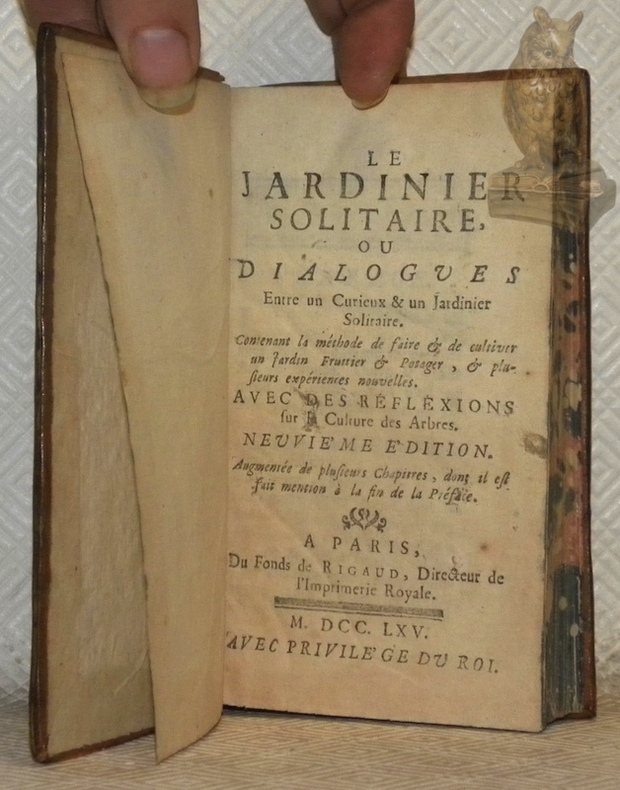 LE
JARDINIER
SOLITAIRE,
OU
DIALOGUES
Entre un Curieux & un Jardinier
Solitaire.
Contenant la méthode de faire & de cultiver
un Jardin Fruitier & Potager, & plu-
sieurs expériences nouvelles.
AVEC DES RÉFLÉXIONS
sur la Culture des Arbres.
NEUVIE'ME E'DITION.
Augmentée de plusieurs Chapitres, dont il est
fait mention à la fin de la Préface.
A PARIS,
Du Fonds de RIGAUD, Directeur de
l'Imprimerie Royale.
M. DCC. LXV.
AVEC PRIVILE'GE DU ROI.